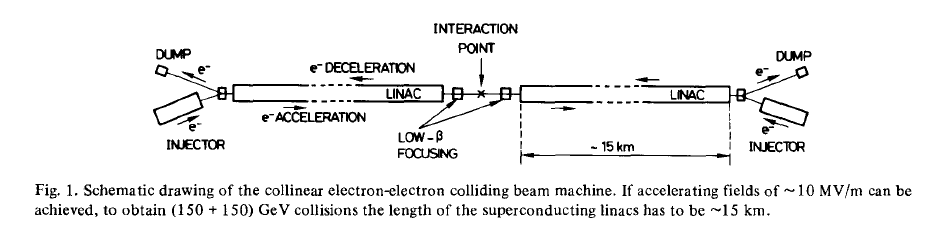 INTERACTION
POINT
DUMP
e⁻
e⁻ DECELERATION
LINAC
e⁻ ACCELERATION
e⁻
INJECTOR
LOW-β
FOCUSING
DUMP
e⁻
LINAC
~ 15 km
e⁻
INJECTOR
Fig. 1. Schematic drawing of the collinear electron-electron colliding beam machine. If accelerating fields of ~10 MV/m can be
achieved, to obtain (150 + 150) GeV collisions the length of the superconducting linacs has to be ~15 km.